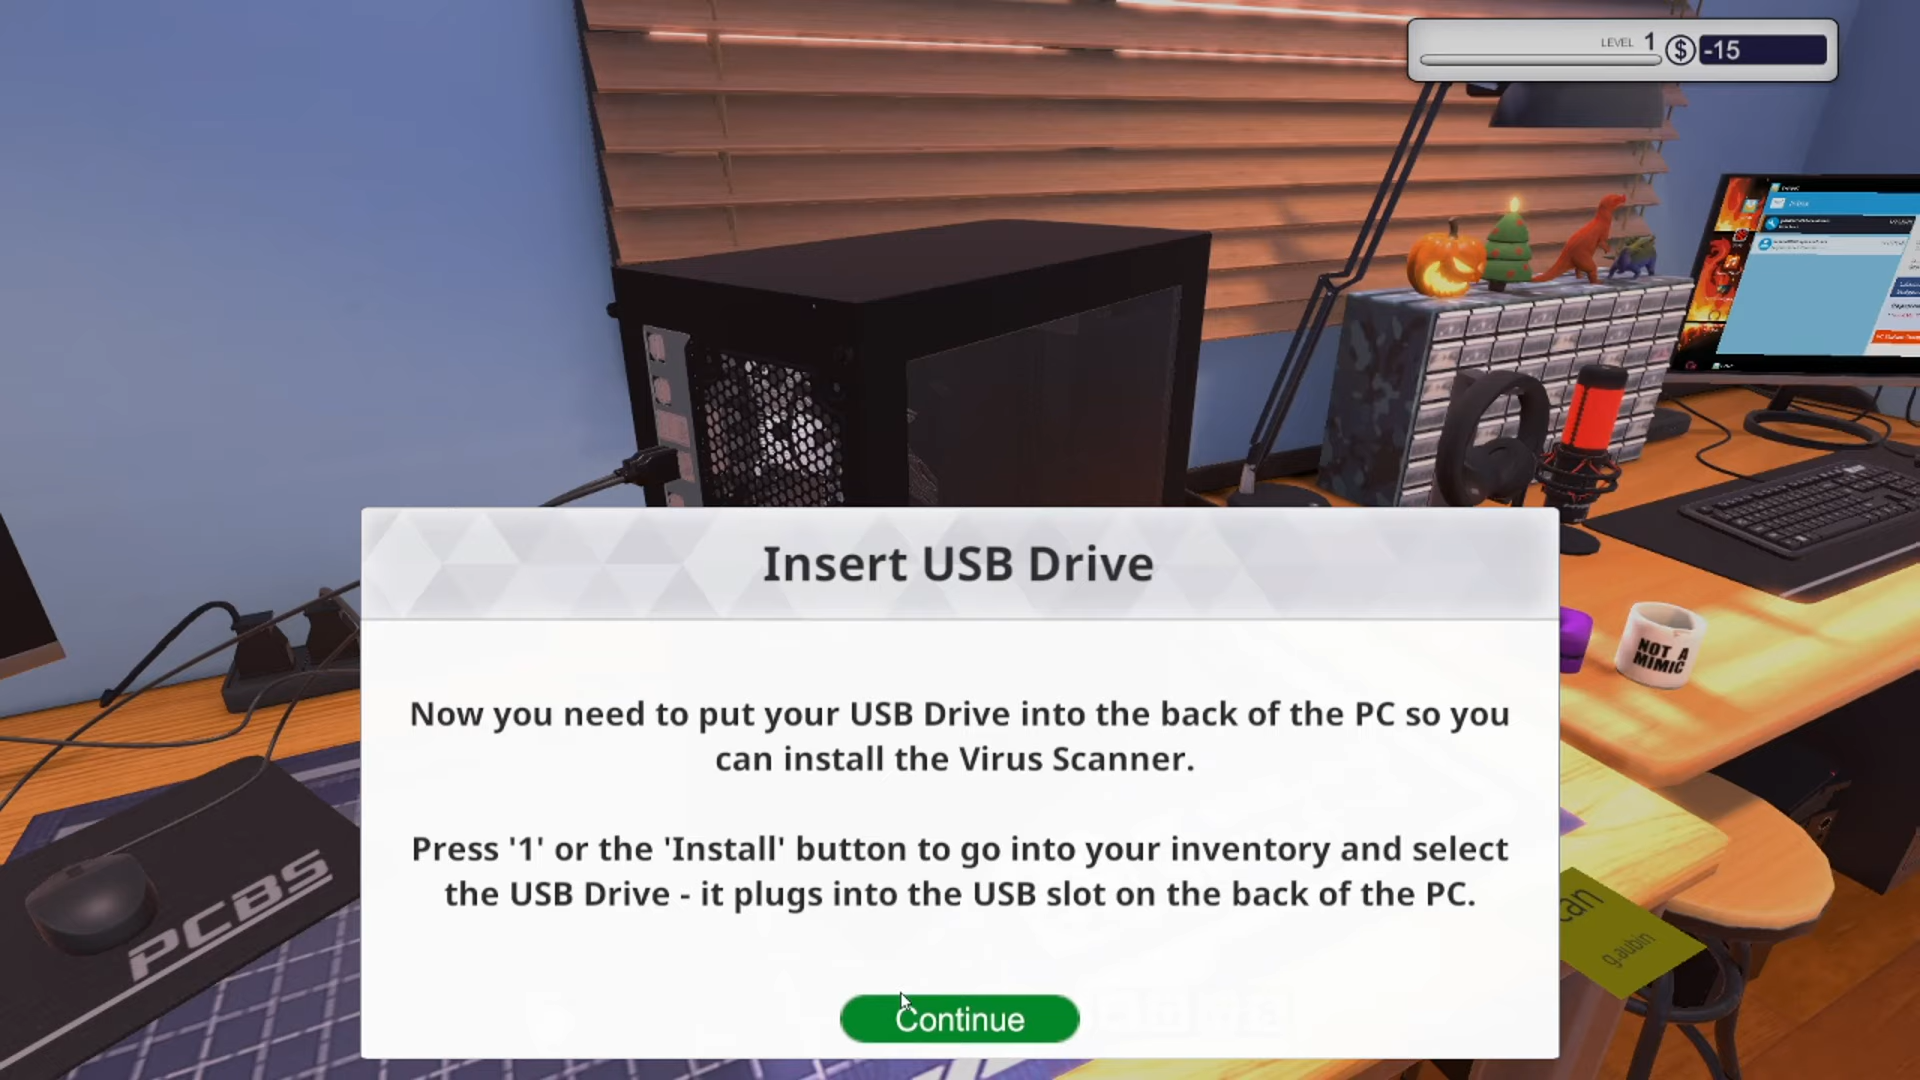 LEVEL 1 $ -15
NOT A
MIMIC
Insert USB Drive
Now you need to put your USB Drive into the back of the PC so you
can install the Virus Scanner.
Press '1' or the 'Install' button to go into your inventory and select
the USB Drive - it plugs into the USB slot on the back of the PC.
Continue
PCBS
can
g.aubin